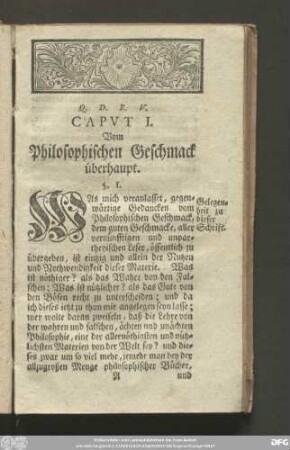 Q. D. B. V.
CAPVT I.
Vom
Philosophischen Geschmack
überhaupt.
§. I.
WAs mich veranlasset, gegen-
wärtige Gedancken vom
Philosophischen Geschmack,
dem guten Geschmacke, aller
vernünfftigen und unpar-
theyischen Leser, öffentlich zu
übergeben, ist eintzig und allein der Nutzen
und Nothwendigkeit dieser Materie. Was
ist nöthiger? als das Wahre von den Fal-
schen: Was ist nützlicher? als das Gute von
den Bösen recht zu unterscheiden; und da
ich dieses jetzt zu thun mir angelegen seyn lasse;
wer wolte daran zweifeln, daß die Lehre von
der wahren und falschen, ächten und unächten
Philosophie, eine der allernöthigsten und nütz-
lichsten Materien von der Welt sey? und die-
ses zwar um so viel mehr, jemehr man bey der
allzugroßen Menge philosophischer Bücher,
A und
Gelegen-
heit zu
dieser
Schrifft.